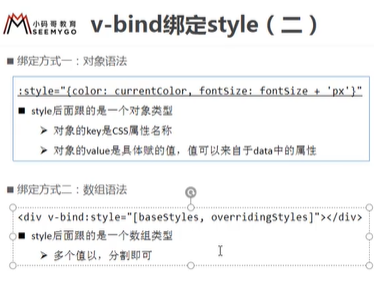 小码哥教育
SEEMYGO
v-bind绑定style（二）
■ 绑定方式一：对象语法
:style="{color: currentColor, fontSize: fontSize + 'px'}"
■ style后面跟的是一个对象类型
➢ 对象的key是CSS属性名称
➢ 对象的value是具体赋的值，值可以来自于data中的属性
■ 绑定方式二：数组语法
<div v-bind:style="[baseStyles, overridingStyles]"></div>
■ style后面跟的是一个数组类型
➢ 多个值以，分割即可